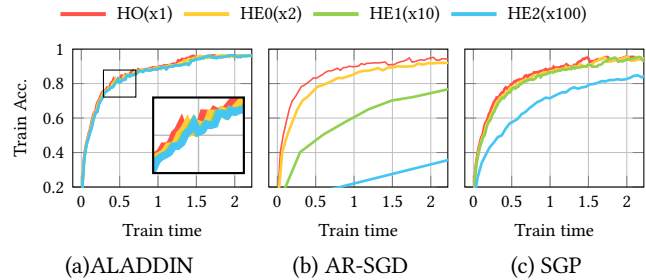 HO(x1) HE0(x2) HE1(x10) HE2(x100)
Train Acc.
1
0.8
0.6
0.4
0.2
0 0.5 1 1.5 2 0 0.5 1 1.5 2 0 0.5 1 1.5 2
Train time Train time Train time
(a)ALADDIN (b) AR-SGD (c) SGP